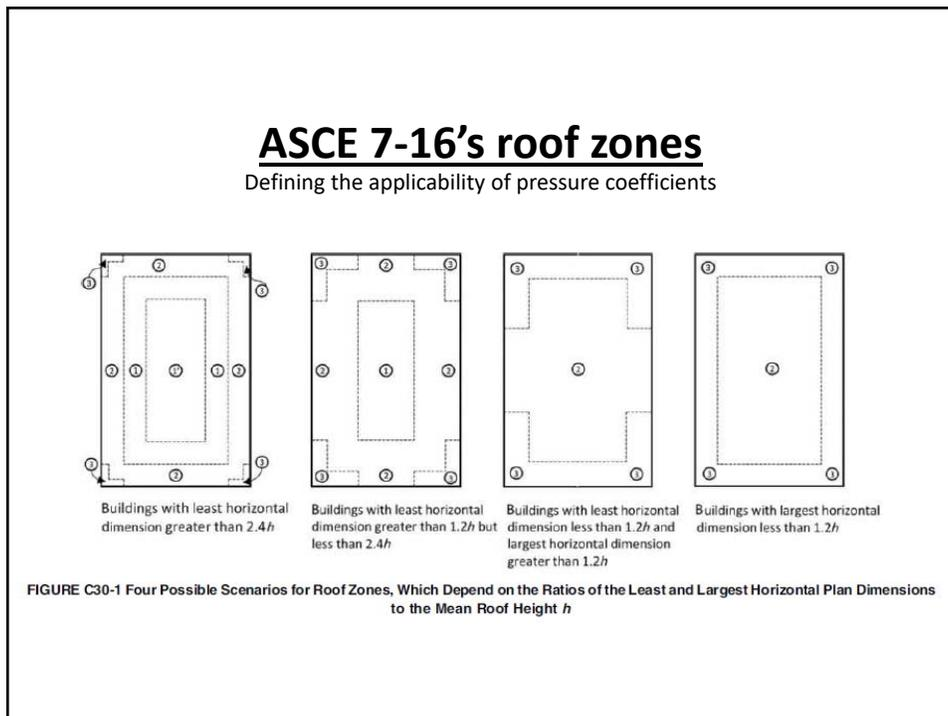 ASCE 7-16’s roof zones
Defining the applicability of pressure coefficients
② 
③ ③
② ① ①' ① ②
③ ③
②
Buildings with least horizontal
dimension greater than 2.4h
③ ② ③
② ① ②
③ ② ③
Buildings with least horizontal
dimension greater than 1.2h but
less than 2.4h
③ ③
②
③ ③
Buildings with least horizontal
dimension less than 1.2h and
largest horizontal dimension
greater than 1.2h
③ ③
②
③ ③
Buildings with largest horizontal
dimension less than 1.2h
FIGURE C30-1 Four Possible Scenarios for Roof Zones, Which Depend on the Ratios of the Least and Largest Horizontal Plan Dimensions
to the Mean Roof Height h